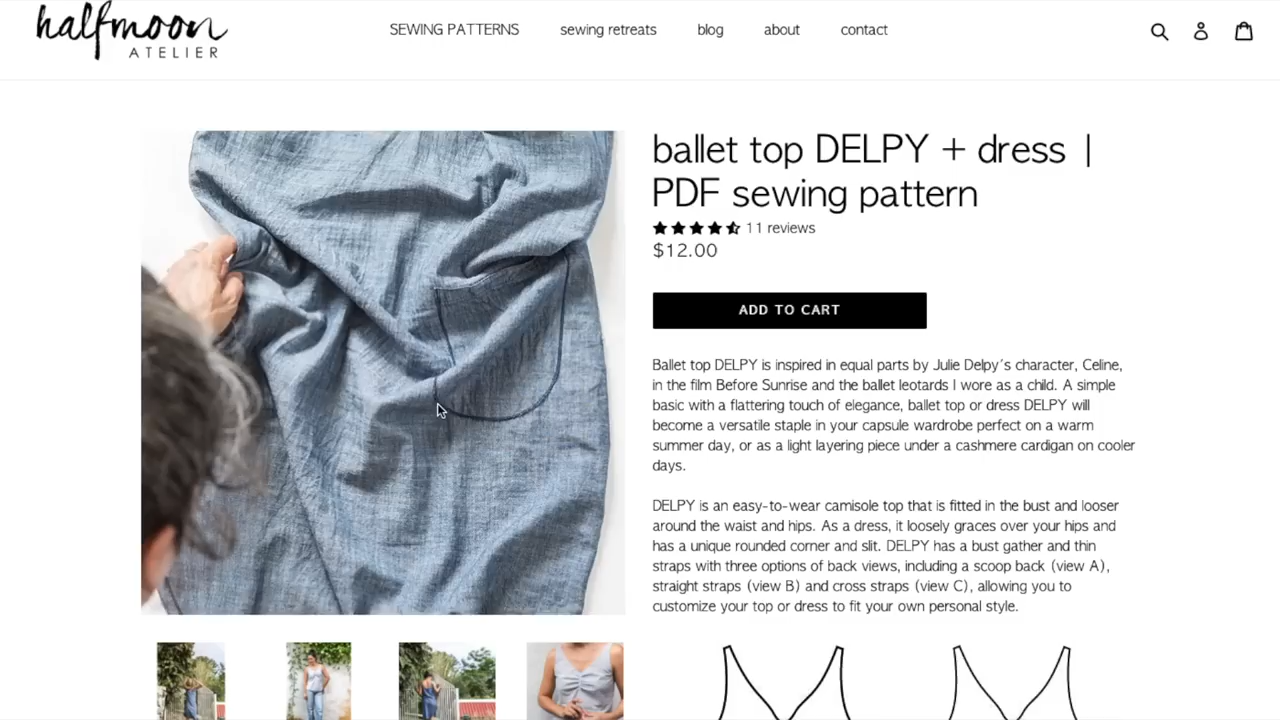 halfmoon
ATELIER
SEWING PATTERNS
sewing retreats
blog
about
contact
ballet top DELPY + dress |
PDF sewing pattern
11 reviews
$12.00
ADD TO CART
Ballet top DELPY is inspired in equal parts by Julie Delpy´s character, Celine,
in the film Before Sunrise and the ballet leotards I wore as a child. A simple
basic with a flattering touch of elegance, ballet top or dress DELPY will
become a versatile staple in your capsule wardrobe perfect on a warm
summer day, or as a light layering piece under a cashmere cardigan on cooler
days.
DELPY is an easy-to-wear camisole top that is fitted in the bust and looser
around the waist and hips. As a dress, it loosely graces over your hips and
has a unique rounded corner and slit. DELPY has a bust gather and thin
straps with three options of back views, including a scoop back (view A),
straight straps (view B) and cross straps (view C), allowing you to
customize your top or dress to fit your own personal style.